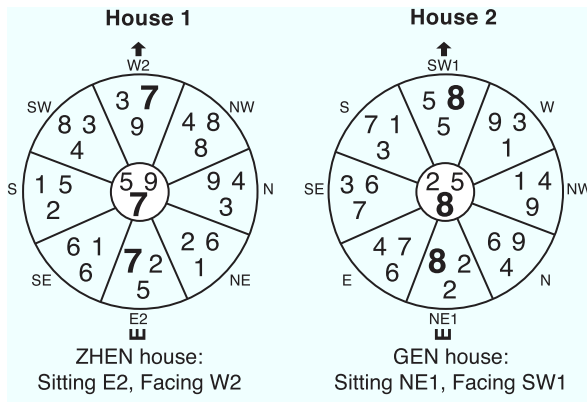 House 1
W2
3 7
9
SW
8 3
4
NW
4 8
8
S
1 5
2
5 9
7
N
9 4
3
SE
6 1
6
7 2
5
NE
2 6
1
E2
ZHEN house:
Sitting E2, Facing W2
House 2
SW1
5 8
5
S
7 1
3
W
9 3
1
SE
3 6
7
2 5
8
NW
1 4
9
E
4 7
6
8 2
2
N
6 9
4
NE1
GEN house:
Sitting NE1, Facing SW1